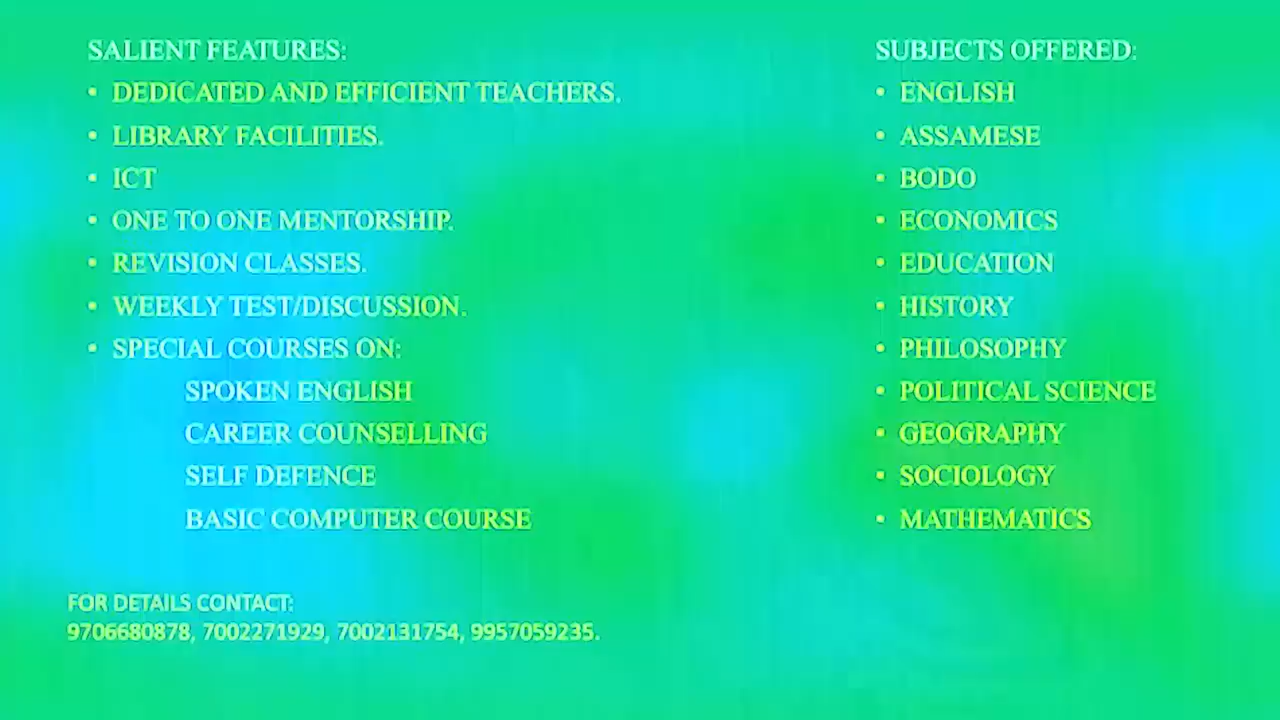 SALIENT FEATURES:
• DEDICATED AND EFFICIENT TEACHERS.
• LIBRARY FACILITIES.
• ICT
• ONE TO ONE MENTORSHIP.
• REVISION CLASSES.
• WEEKLY TEST/DISCUSSION.
• SPECIAL COURSES ON:
SPOKEN ENGLISH
CAREER COUNSELLING
SELF DEFENCE
BASIC COMPUTER COURSE
SUBJECTS OFFERED:
• ENGLISH
• ASSAMESE
• BODO
• ECONOMICS
• EDUCATION
• HISTORY
• PHILOSOPHY
• POLITICAL SCIENCE
• GEOGRAPHY
• SOCIOLOGY
• MATHEMATICS
FOR DETAILS CONTACT:
9706680878, 7002271929, 7002131754, 9957059235.